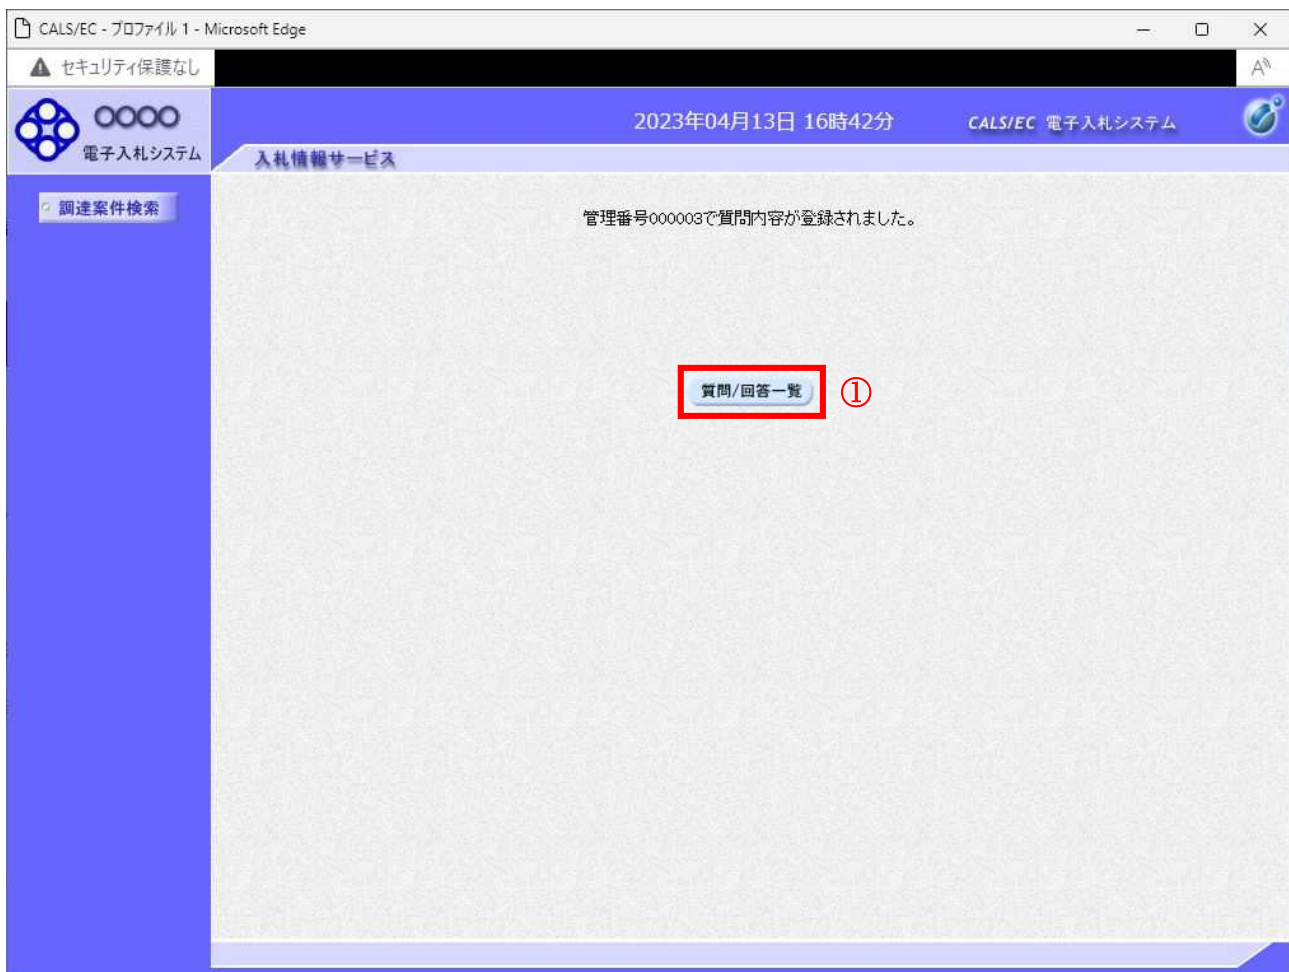 CALS/EC - プロファイル 1 - Microsoft Edge
セキュリティ保護なし
A
○○○○
電子入札システム
2023年04月13日 16時42分
CALS/EC 電子入札システム
入札情報サービス
調達案件検索
管理番号000003で質問内容が登録されました。
質問/回答一覧
①